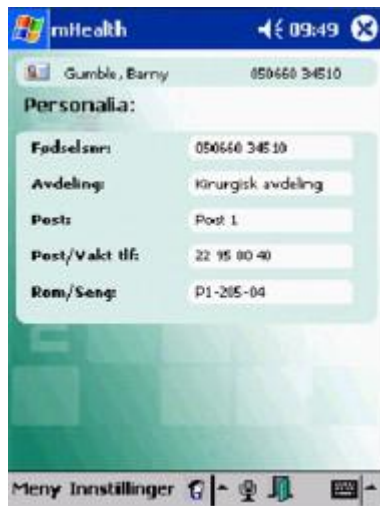 mHealth 09:49
Gumble, Barny 050660 34510
Personalia:
Fødselsnr: 050660 34510
Avdeling: Kirurgisk avdeling
Post: Post 1
Post/Vakt tlf: 22 95 00 40
Rom/Seng: P1-205-04
Meny Innstillinger